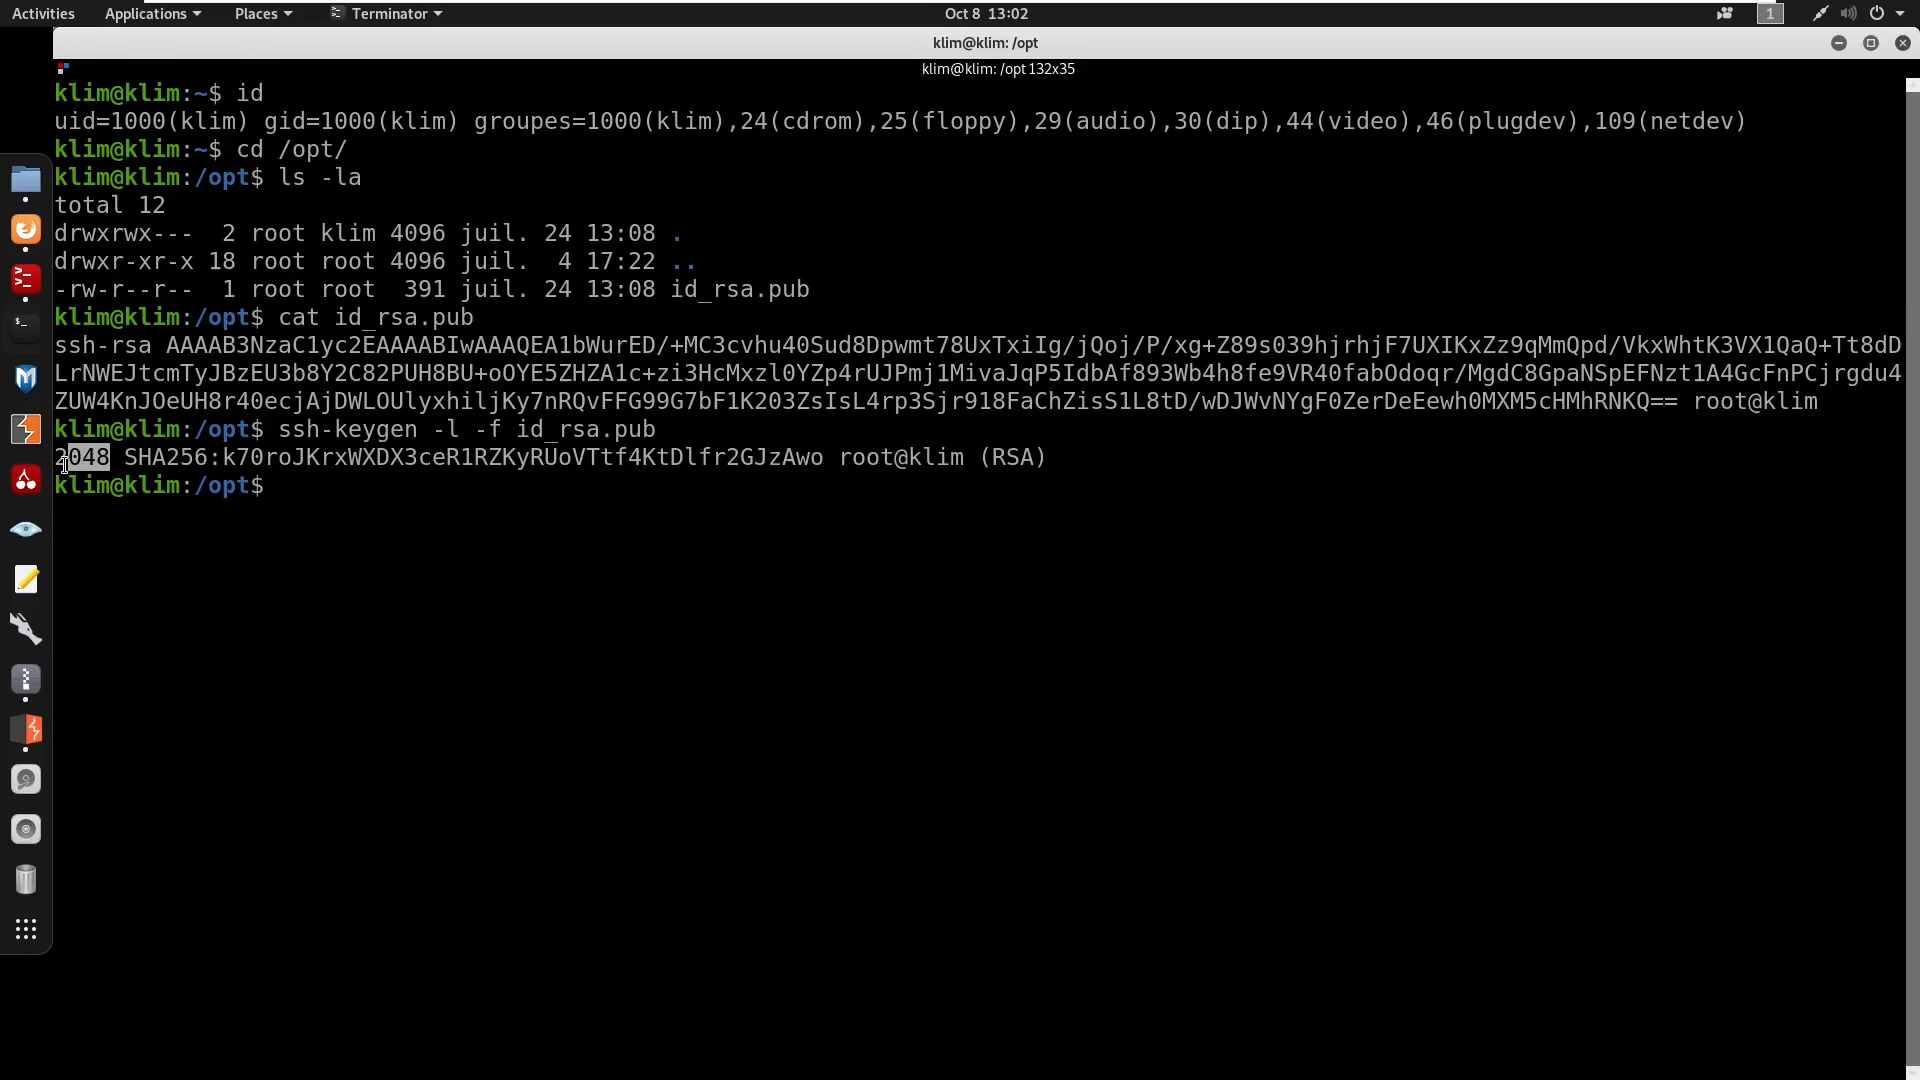 Activities Applications Places Terminator Oct 8 13:02 1
klim@klim: /opt
klim@klim: /opt 132x35
klim@klim:~$ id
uid=1000(klim) gid=1000(klim) groupes=1000(klim),24(cdrom),25(floppy),29(audio),30(dip),44(video),46(plugdev),109(netdev)
klim@klim:~$ cd /opt/
klim@klim:/opt$ ls -la
total 12
drwxrwx---  2 root klim 4096 juil. 24 13:08 .
drwxr-xr-x 18 root root 4096 juil.  4 17:22 ..
-rw-r--r--  1 root root  391 juil. 24 13:08 id_rsa.pub
klim@klim:/opt$ cat id_rsa.pub
ssh-rsa AAAAB3NzaC1yc2EAAAABIwAAAQEA1bWurED/+MC3cvhu40Sud8Dpwmt78UxTxiIg/jQoj/P/xg+Z89s039hjrhjF7UXIKxZz9qMmQpd/VkxWhtK3VX1QaQ+Tt8dD
LrNWEJtcmTyJBzEU3b8Y2C82PUH8BU+oOYE5ZHZA1c+zi3HcMxzl0YZp4rUJPmj1MivaJqP5IdbAf893Wb4h8fe9VR40fabOdoqr/MgdC8GpaNSpEFNzt1A4GcFnPCjrgdu4
ZUW4KnJOeUH8r40ecjAjDWLOUlyxhiljKy7nRQvFFG99G7bF1K203ZsIsL4rp3Sjr918FaChZisS1L8tD/wDJWvNYgF0ZerDeEewh0MXM5cHMhRNKQ== root@klim
klim@klim:/opt$ ssh-keygen -l -f id_rsa.pub
2048 SHA256:k70roJKrxWXDX3ceR1RZKyRUoVTtf4KtDlfr2GJzAwo root@klim (RSA)
klim@klim:/opt$